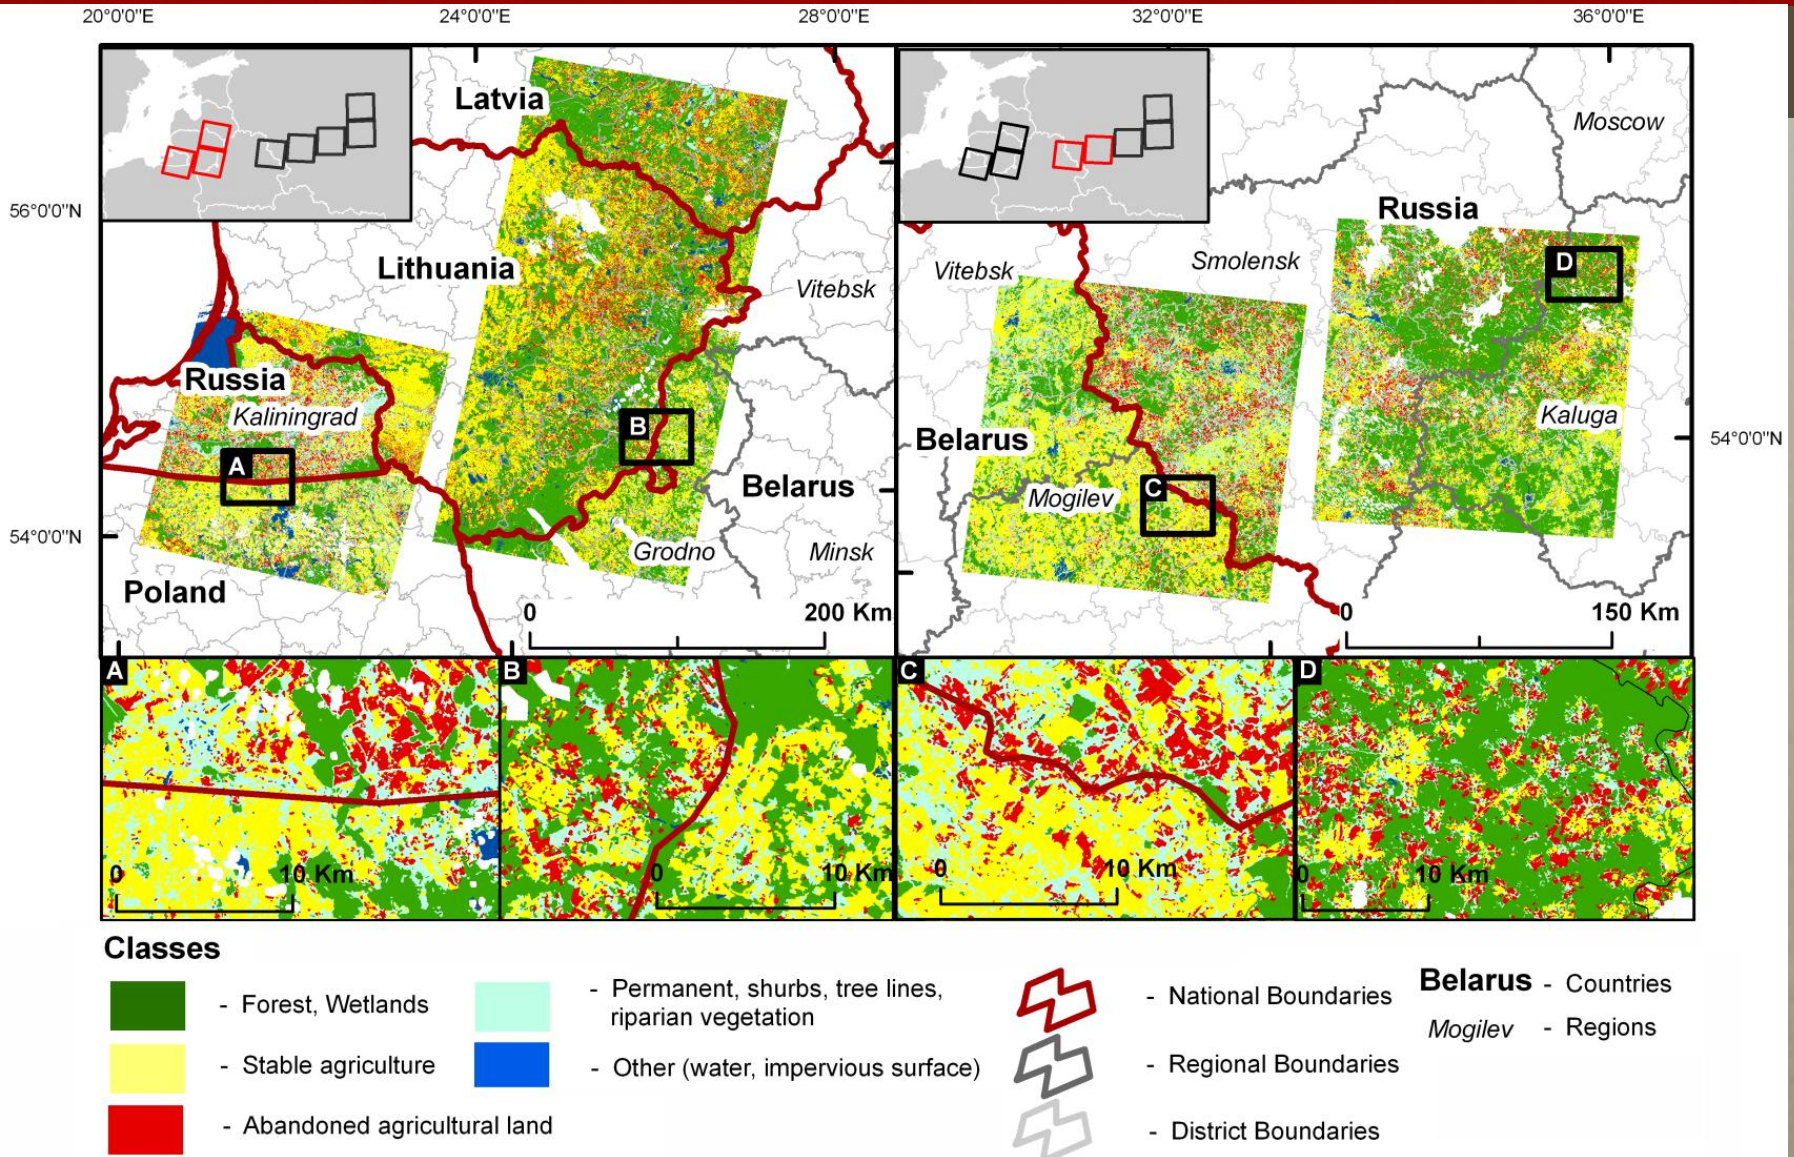 20°0'0"E 24°0'0"E 28°0'0"E 32°0'0"E 36°0'0"E
Latvia
Moscow
56°0'0"N
Russia
Lithuania
Vitebsk
Vitebsk
Smolensk
Russia
Kaliningrad
D
Kaluga
B
Belarus
54°0'0"N
A
Belarus
Mogilev
C
54°0'0"N
Grodno
Minsk
Poland
0 200 Km
0 150 Km
A
B
C
D
0 10 Km
0 10 Km
0 10 Km
0 10 Km
Classes
- Forest, Wetlands
- Stable agriculture
- Abandoned agricultural land
- Permanent, shurbs, tree lines,
riparian vegetation
- Other (water, impervious surface)
- National Boundaries
- Regional Boundaries
- District Boundaries
Belarus - Countries
Mogilev - Regions